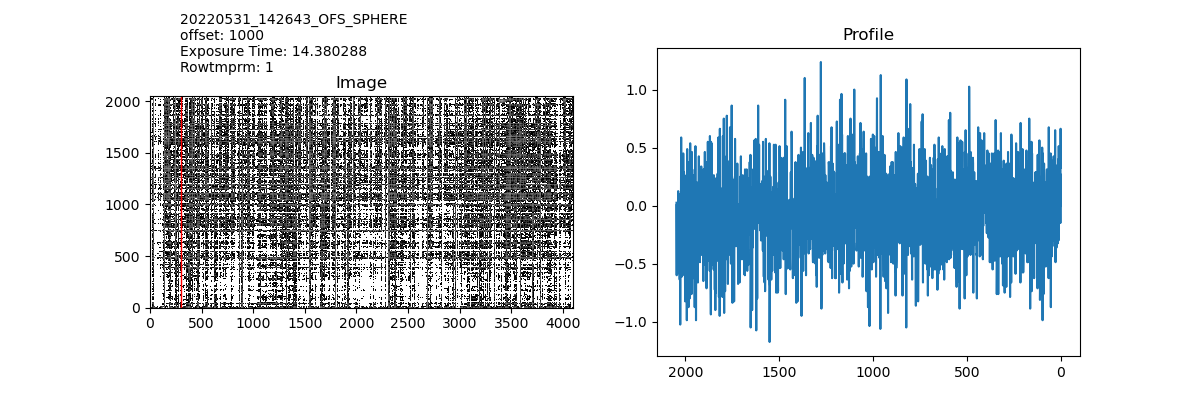 20220531_142643_OFS_SPHERE
offset: 1000
Exposure Time: 14.380288
Rowtmprm: 1
Image
2000
1500
1000
500
0
0 500 1000 1500 2000 2500 3000 3500 4000
Profile
1.0
0.5
0.0
−0.5
−1.0
2000 1500 1000 500 0